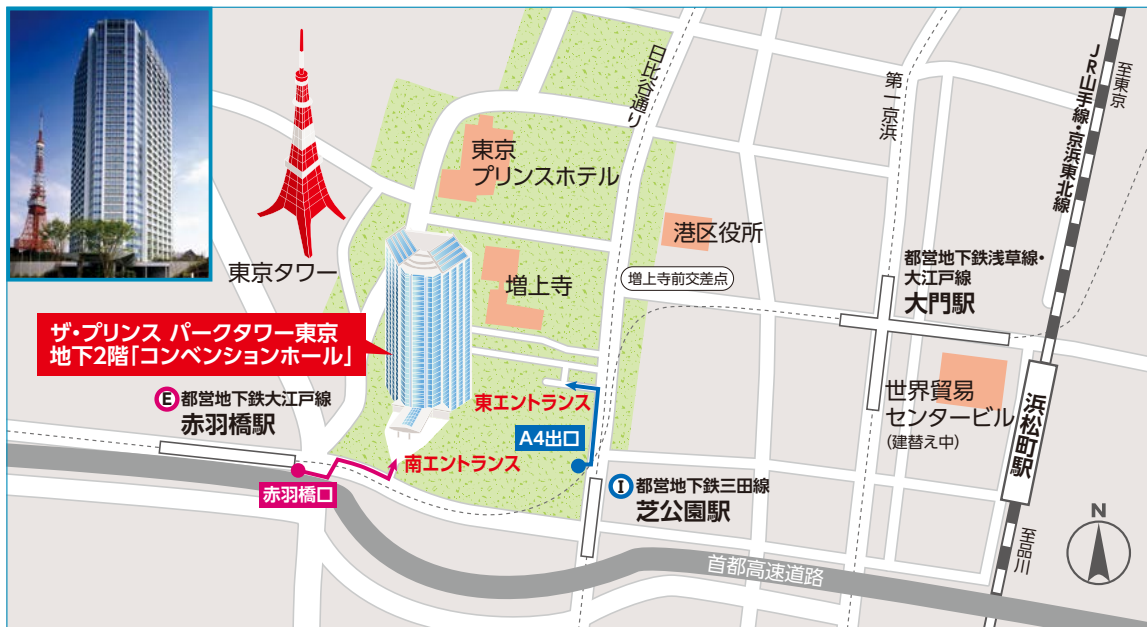 日比谷通り
第一京浜
JR山手線・京浜東北線
至東京
東京
プリンスホテル
港区役所
東京タワー
増上寺
増上寺前交差点
都営地下鉄浅草線・
大江戸線
大門駅
ザ・プリンス パークタワー東京
地下2階「コンベンションホール」
E 都営地下鉄大江戸線
赤羽橋駅
東エントランス
A4出口
世界貿易
センタービル
(建替え中)
浜松町駅
南エントランス
赤羽橋口
I 都営地下鉄三田線
芝公園駅
首都高速道路
至品川
N